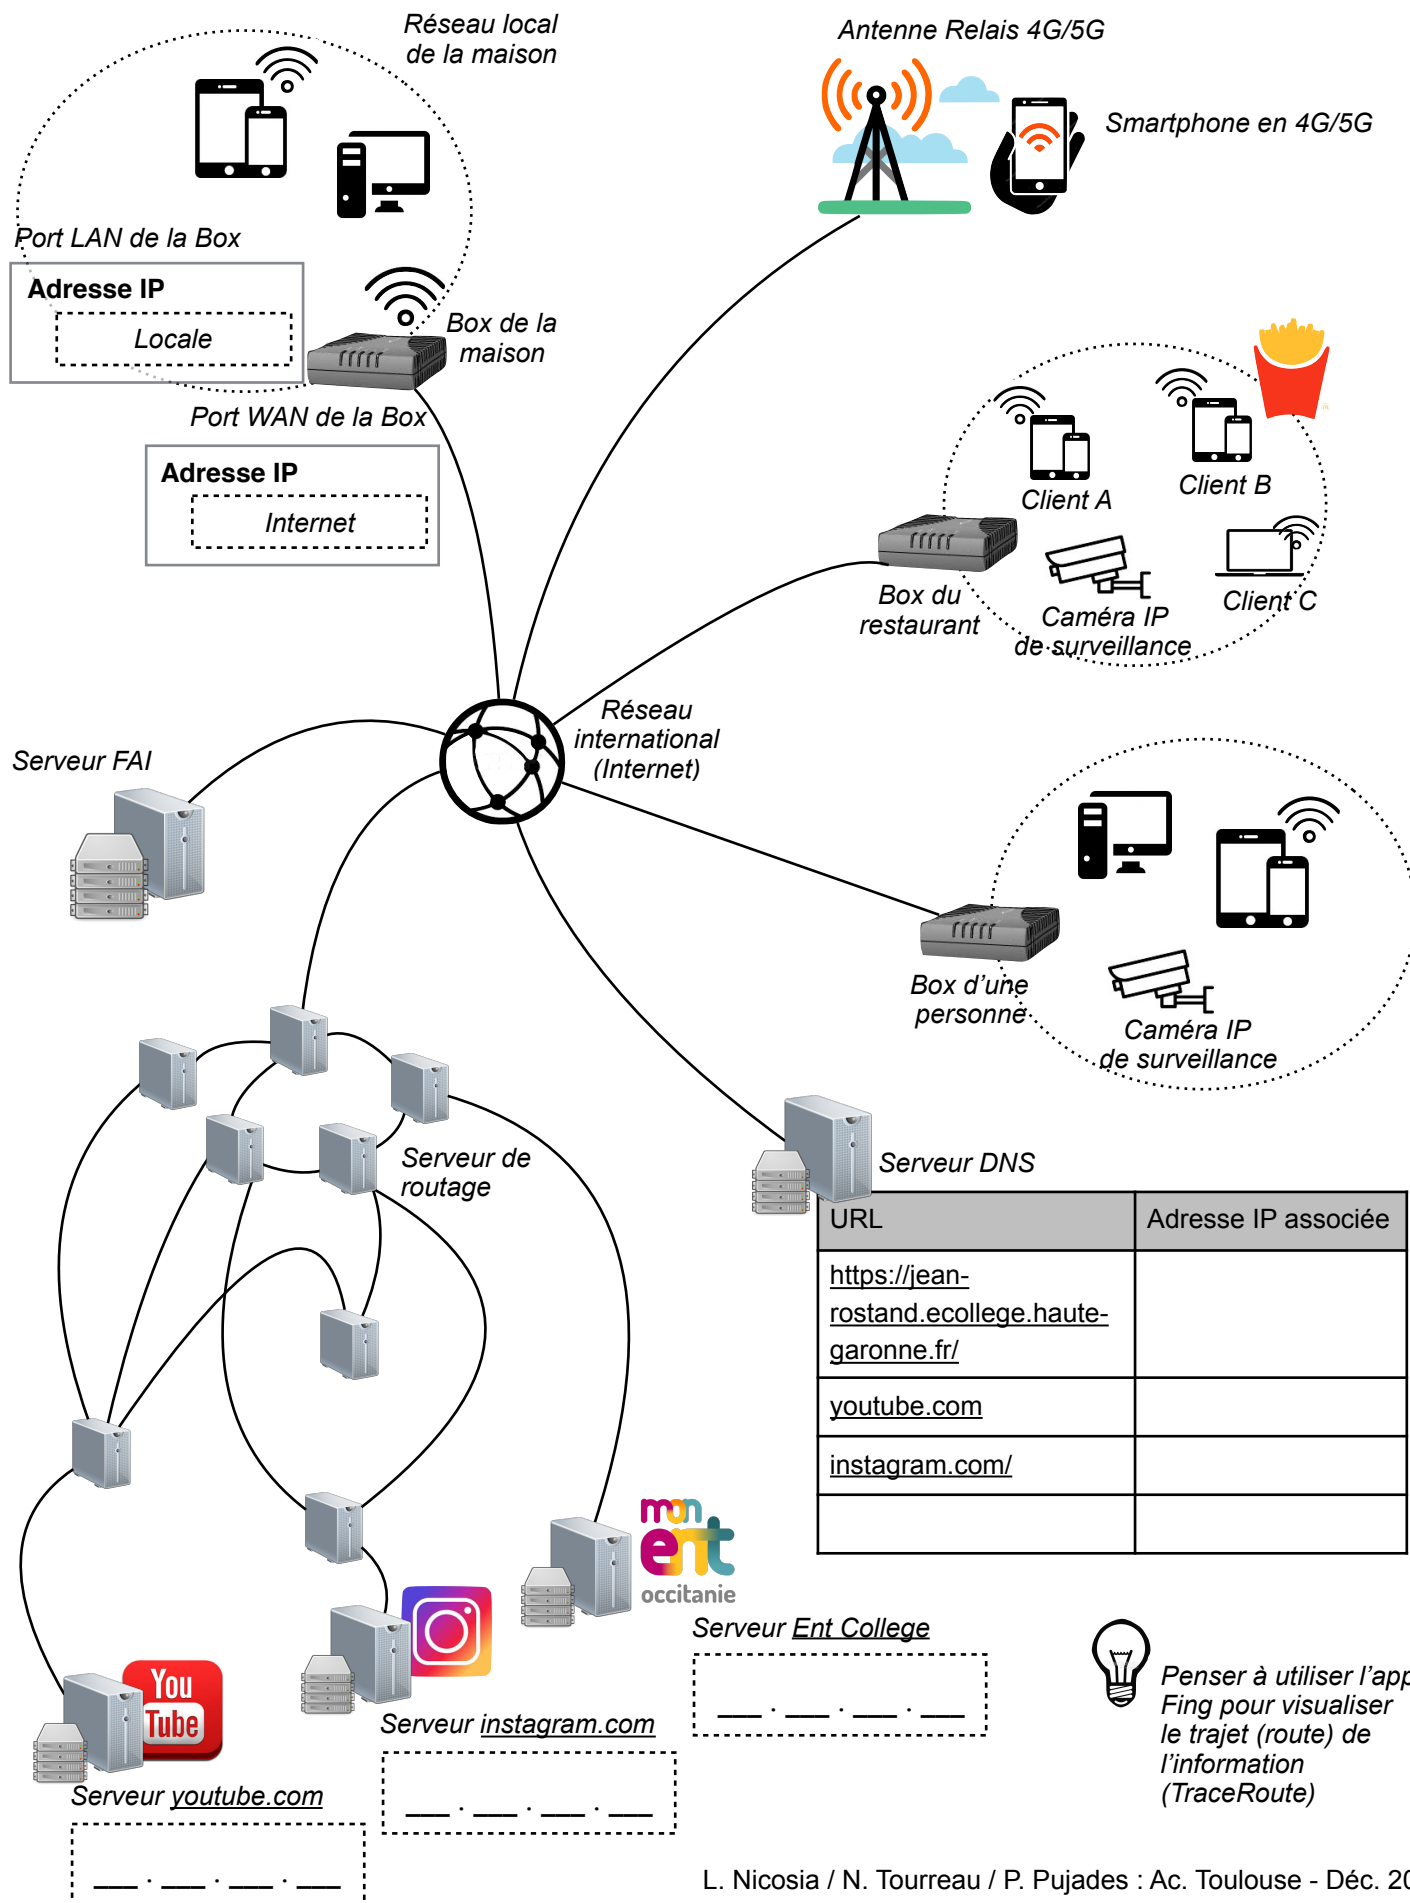 Réseau local
de la maison
Antenne Relais 4G/5G
Smartphone en 4G/5G
Port LAN de la Box
Adresse IP
Locale
Box de la
maison
Port WAN de la Box
Adresse IP
Internet
Client A
Client B
Client C
Caméra IP
de surveillance
Box du
restaurant
Réseau
international
(Internet)
Serveur FAI
Box d'une
personne
Caméra IP
de surveillance
Serveur de
routage
Serveur DNS
URL
Adresse IP associée
https://jean-
rostand.ecollege.haute-
garonne.fr/
youtube.com
instagram.com/
mon
ent
occitanie
Serveur Ent College
___ . ___ . ___ . ___
You
Tube
Serveur instagram.com
___ . ___ . ___ . ___
Serveur youtube.com
___ . ___ . ___ . ___
Penser à utiliser l'app
Fing pour visualiser
le trajet (route) de
l'information
(TraceRoute)
L. Nicosia / N. Tourreau / P. Pujades : Ac. Toulouse - Déc. 20